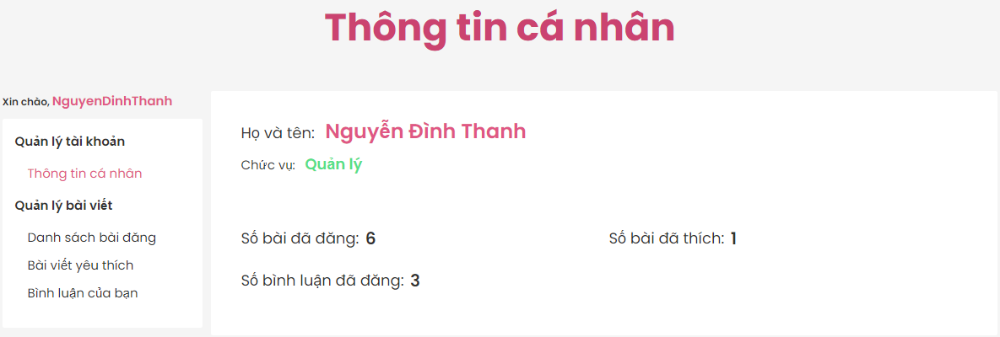 Thông tin cá nhân
Xin chào, NguyenDinhThanh
Quản lý tài khoản
Thông tin cá nhân
Quản lý bài viết
Danh sách bài đăng
Bài viết yêu thích
Bình luận của bạn
Họ và tên: Nguyễn Đình Thanh
Chức vụ: Quản lý
Số bài đã đăng: 6
Số bài đã thích: 1
Số bình luận đã đăng: 3